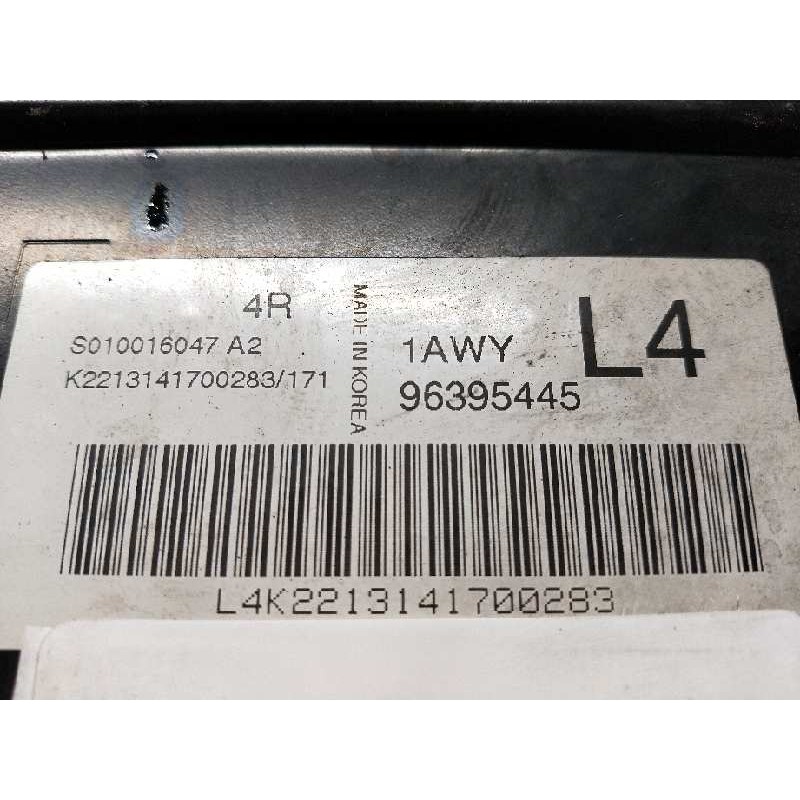 4R
S010016047 A2
K2213141700283/171
MADE IN KOREA
1AWY
96395445
L4
L4K2213141700283